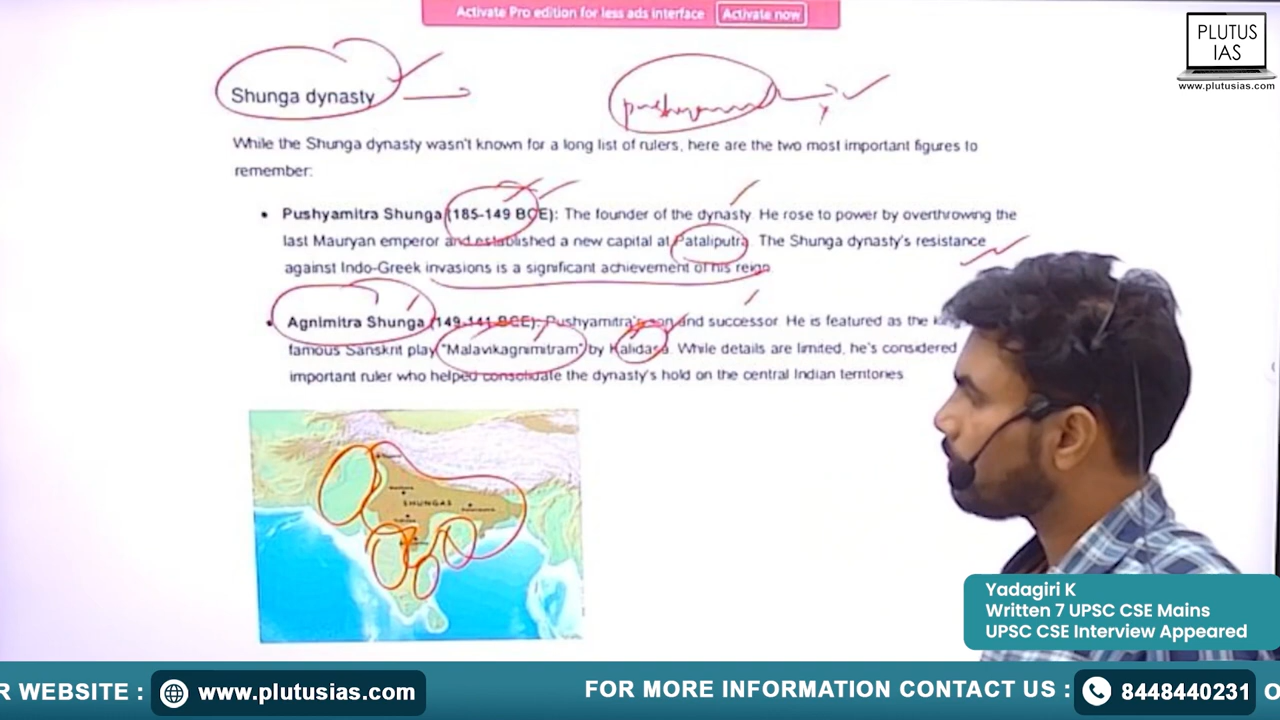 Activate Pro edition for less ads interface Activate now
PLUTUS
IAS
www.plutusias.com
Shunga dynasty
While the Shunga dynasty wasn't known for a long list of rulers, here are the two most important figures to
remember:
• Pushyamitra Shunga (185-149 BCE): The founder of the dynasty. He rose to power by overthrowing the
last Mauryan emperor and established a new capital at Pataliputra. The Shunga dynasty's resistance
against Indo-Greek invasions is a significant achievement of his reign.
• Agnimitra Shunga (149-141 BCE): Pushyamitra's son and successor. He is featured as the king
famous Sanskrit play "Malavikagnimitram" by Kalidasa. While details are limited, he's considered
important ruler who helped consolidate the dynasty's hold on the central Indian territories
SHUNGAS
Yadagiri K
Written 7 UPSC CSE Mains
UPSC CSE Interview Appeared
R WEBSITE : www.plutusias.com FOR MORE INFORMATION CONTACT US : 8448440231 O